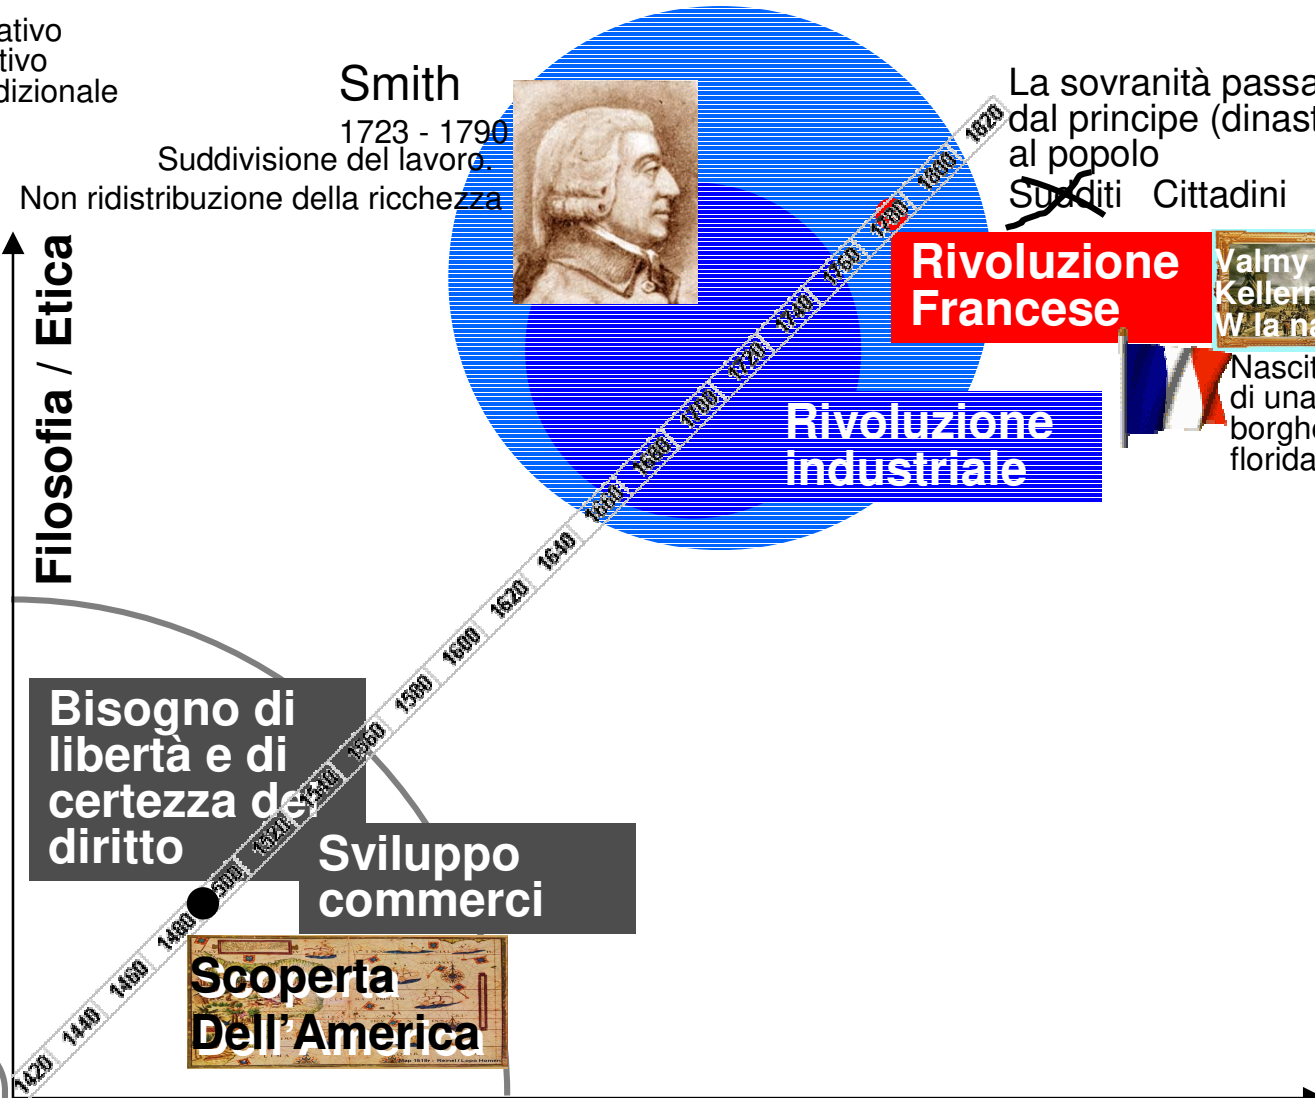 ativo
tivo
dizionale
Smith
1723 - 1790
Suddivisione del lavoro.
Non ridistribuzione della ricchezza
La sovranità passa
dal principe (dinast
al popolo
Sudditi Cittadini
Rivoluzione
Francese
Valmy
Kellerm
W la na
Nascit
di una
borghe
florida
Rivoluzione
industriale
Filosofia / Etica
1820
1800
1780
1760
1740
1720
1700
1680
1660
1640
1620
1600
1580
1560
1540
1520
1500
1480
1460
1440
1420
Bisogno di
libertà e di
certezza del
diritto
Sviluppo
commerci
Scoperta
Dell'America